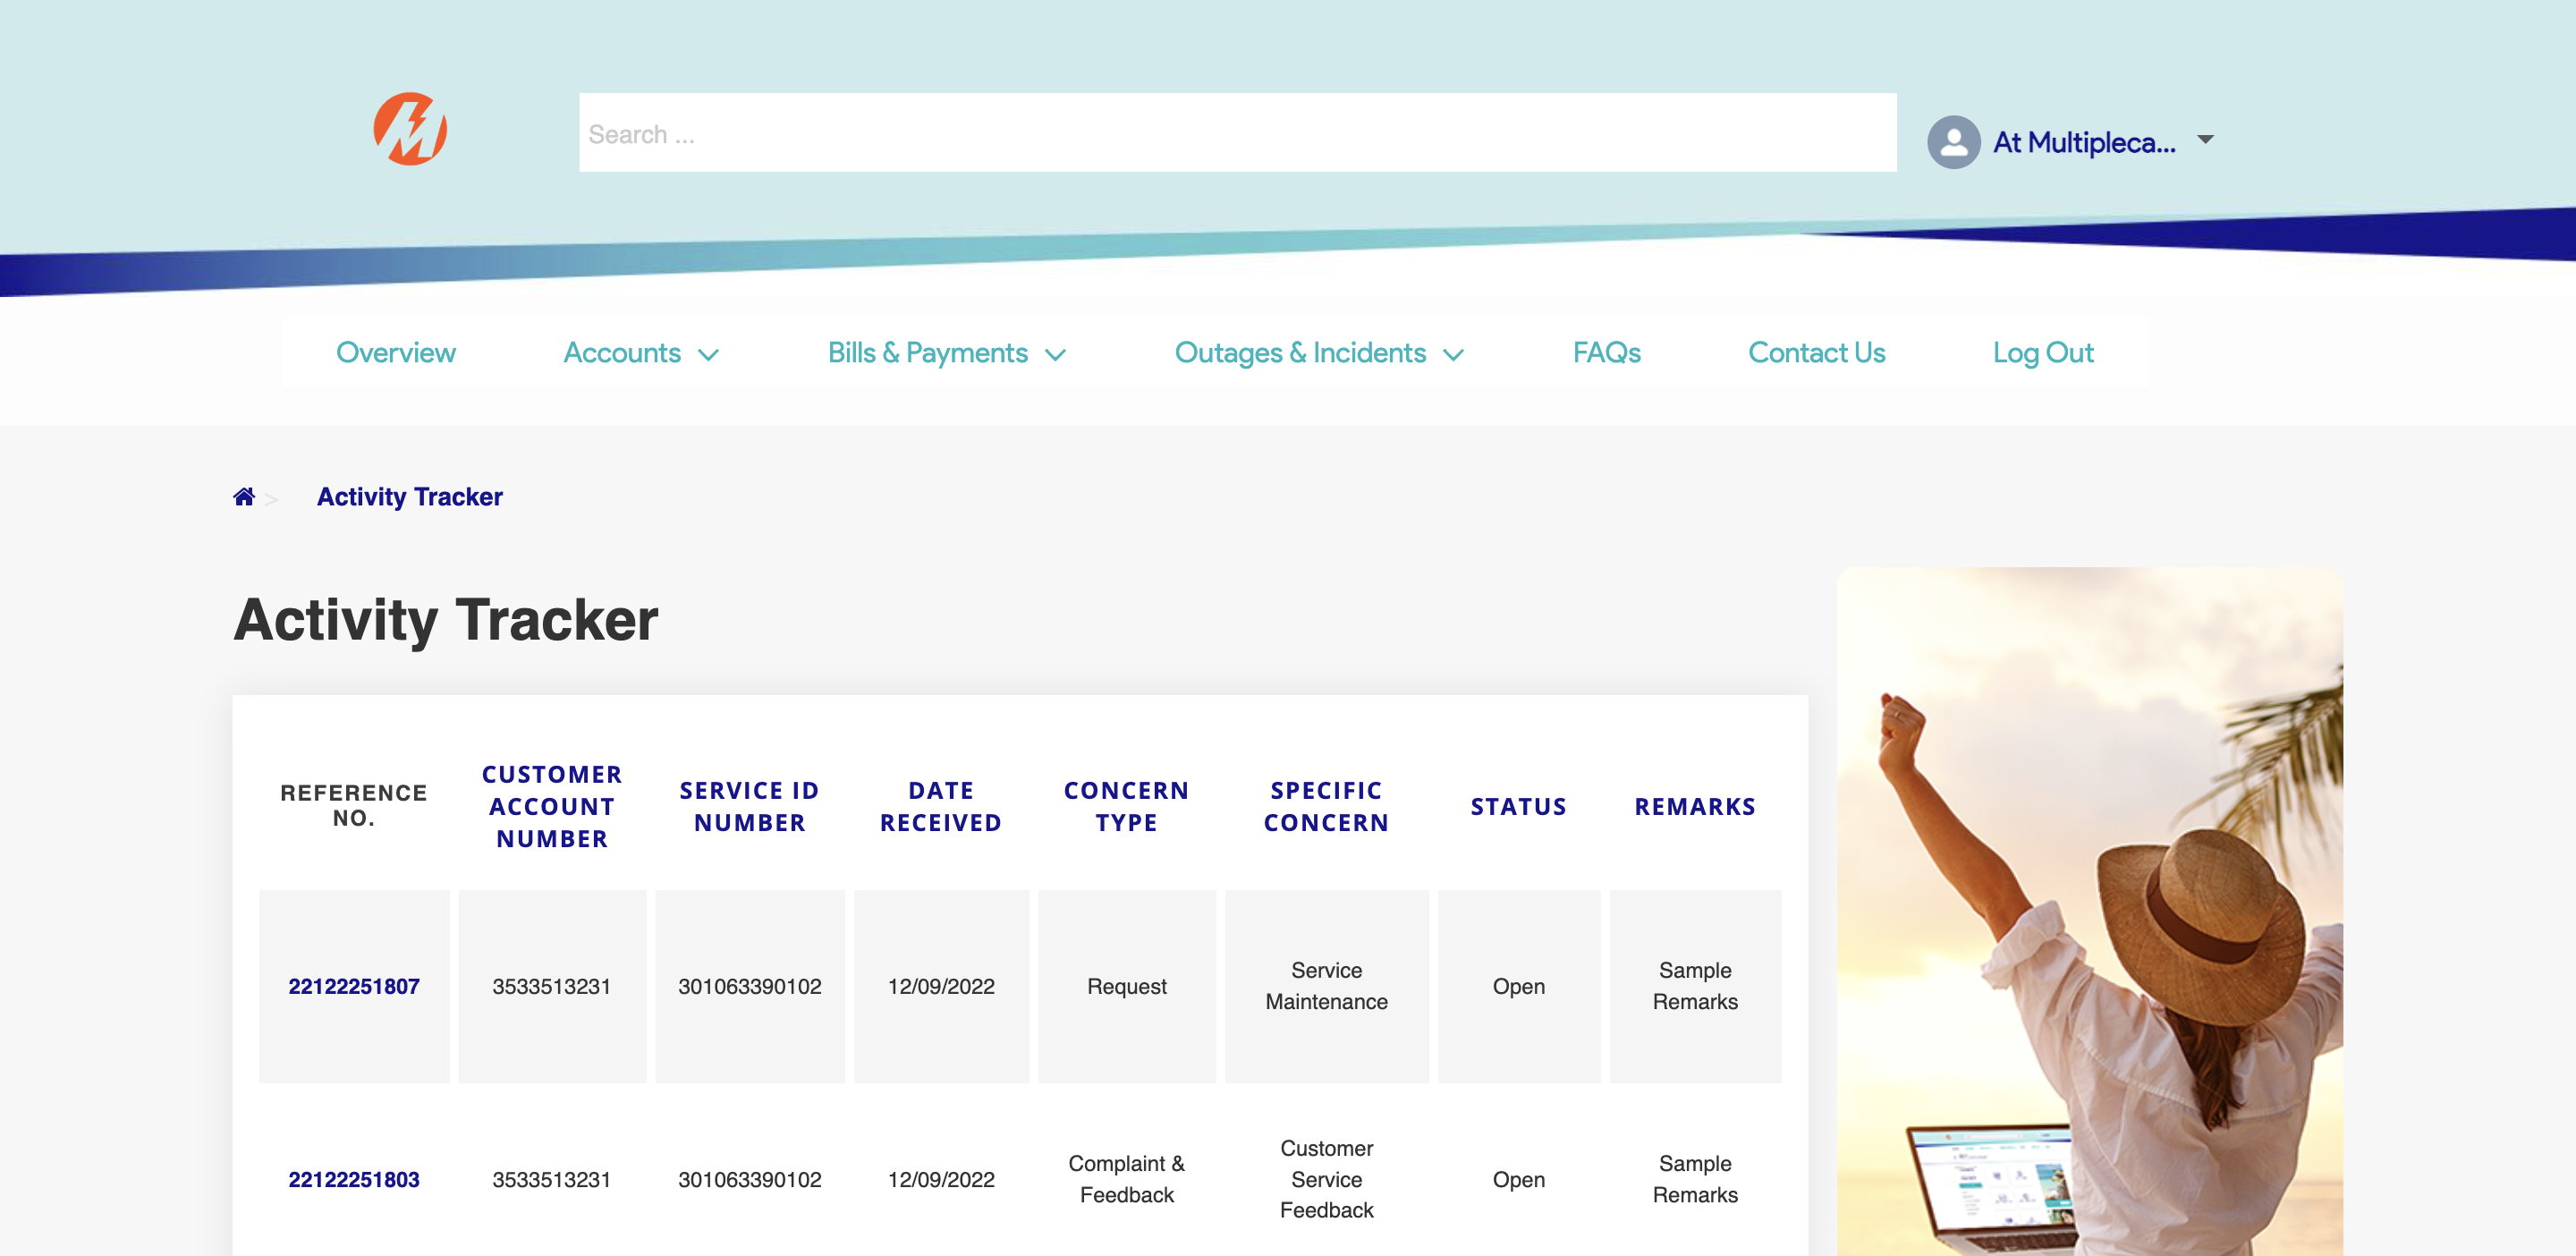 Search ...
At Multipleca...
Overview
Accounts
Bills & Payments
Outages & Incidents
FAQs
Contact Us
Log Out
> Activity Tracker
Activity Tracker
REFERENCE
NO.
CUSTOMER
ACCOUNT
NUMBER
SERVICE ID
NUMBER
DATE
RECEIVED
CONCERN
TYPE
SPECIFIC
CONCERN
STATUS
REMARKS
22122251807
3533513231
301063390102
12/09/2022
Request
Service
Maintenance
Open
Sample
Remarks
22122251803
3533513231
301063390102
12/09/2022
Complaint &
Feedback
Customer
Service
Feedback
Open
Sample
Remarks